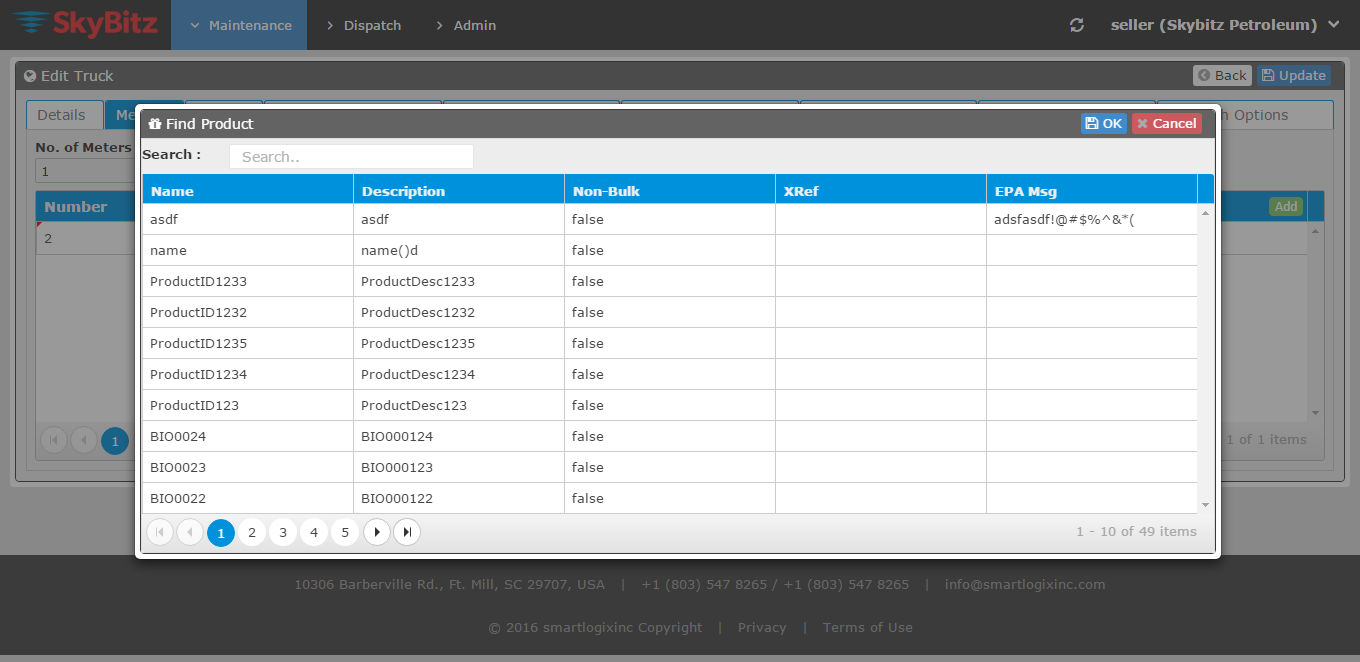 SkyBitz Maintenance Dispatch Admin seller (Skybitz Petroleum)
Edit Truck Back Update
Details
Find Product OK Cancel
No. of Meters
Search : Search..
1
Name Description Non-Bulk XRef EPA Msg
Number Add
asdf asdf false adsfasdf!@#$%^&*(
2
name name()d false
ProductID1233 ProductDesc1233 false
ProductID1232 ProductDesc1232 false
ProductID1235 ProductDesc1235 false
ProductID1234 ProductDesc1234 false
ProductID123 ProductDesc123 false
BIO0024 BIO000124 false
1 1 of 1 items
BIO0023 BIO000123 false
BIO0022 BIO000122 false
1 2 3 4 5 1 - 10 of 49 items
10306 Barberville Rd., Ft. Mill, SC 29707, USA | +1 (803) 547 8265 / +1 (803) 547 8265 | info@smartlogixinc.com
© 2016 smartlogixinc Copyright | Privacy | Terms of Use